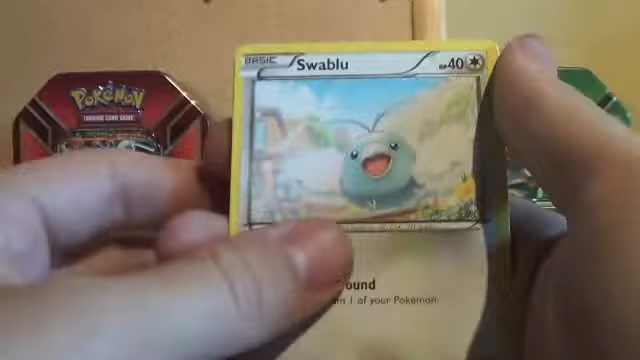 POKéMON
TRADING CARD GAME
BASIC
Swablu
HP40
ound
m 1 of your Pokémon.